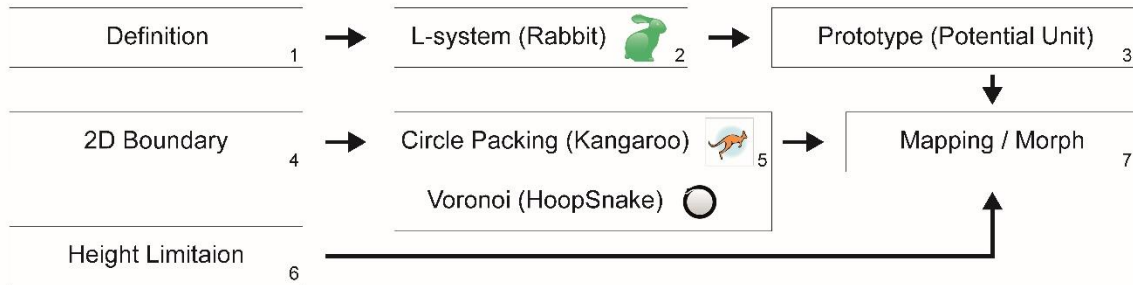 Definition
1
L-system (Rabbit)
2
Prototype (Potential Unit)
3
2D Boundary
4
Circle Packing (Kangaroo)
5
Voronoi (HoopSnake)
Mapping / Morph
7
Height Limitaion
6